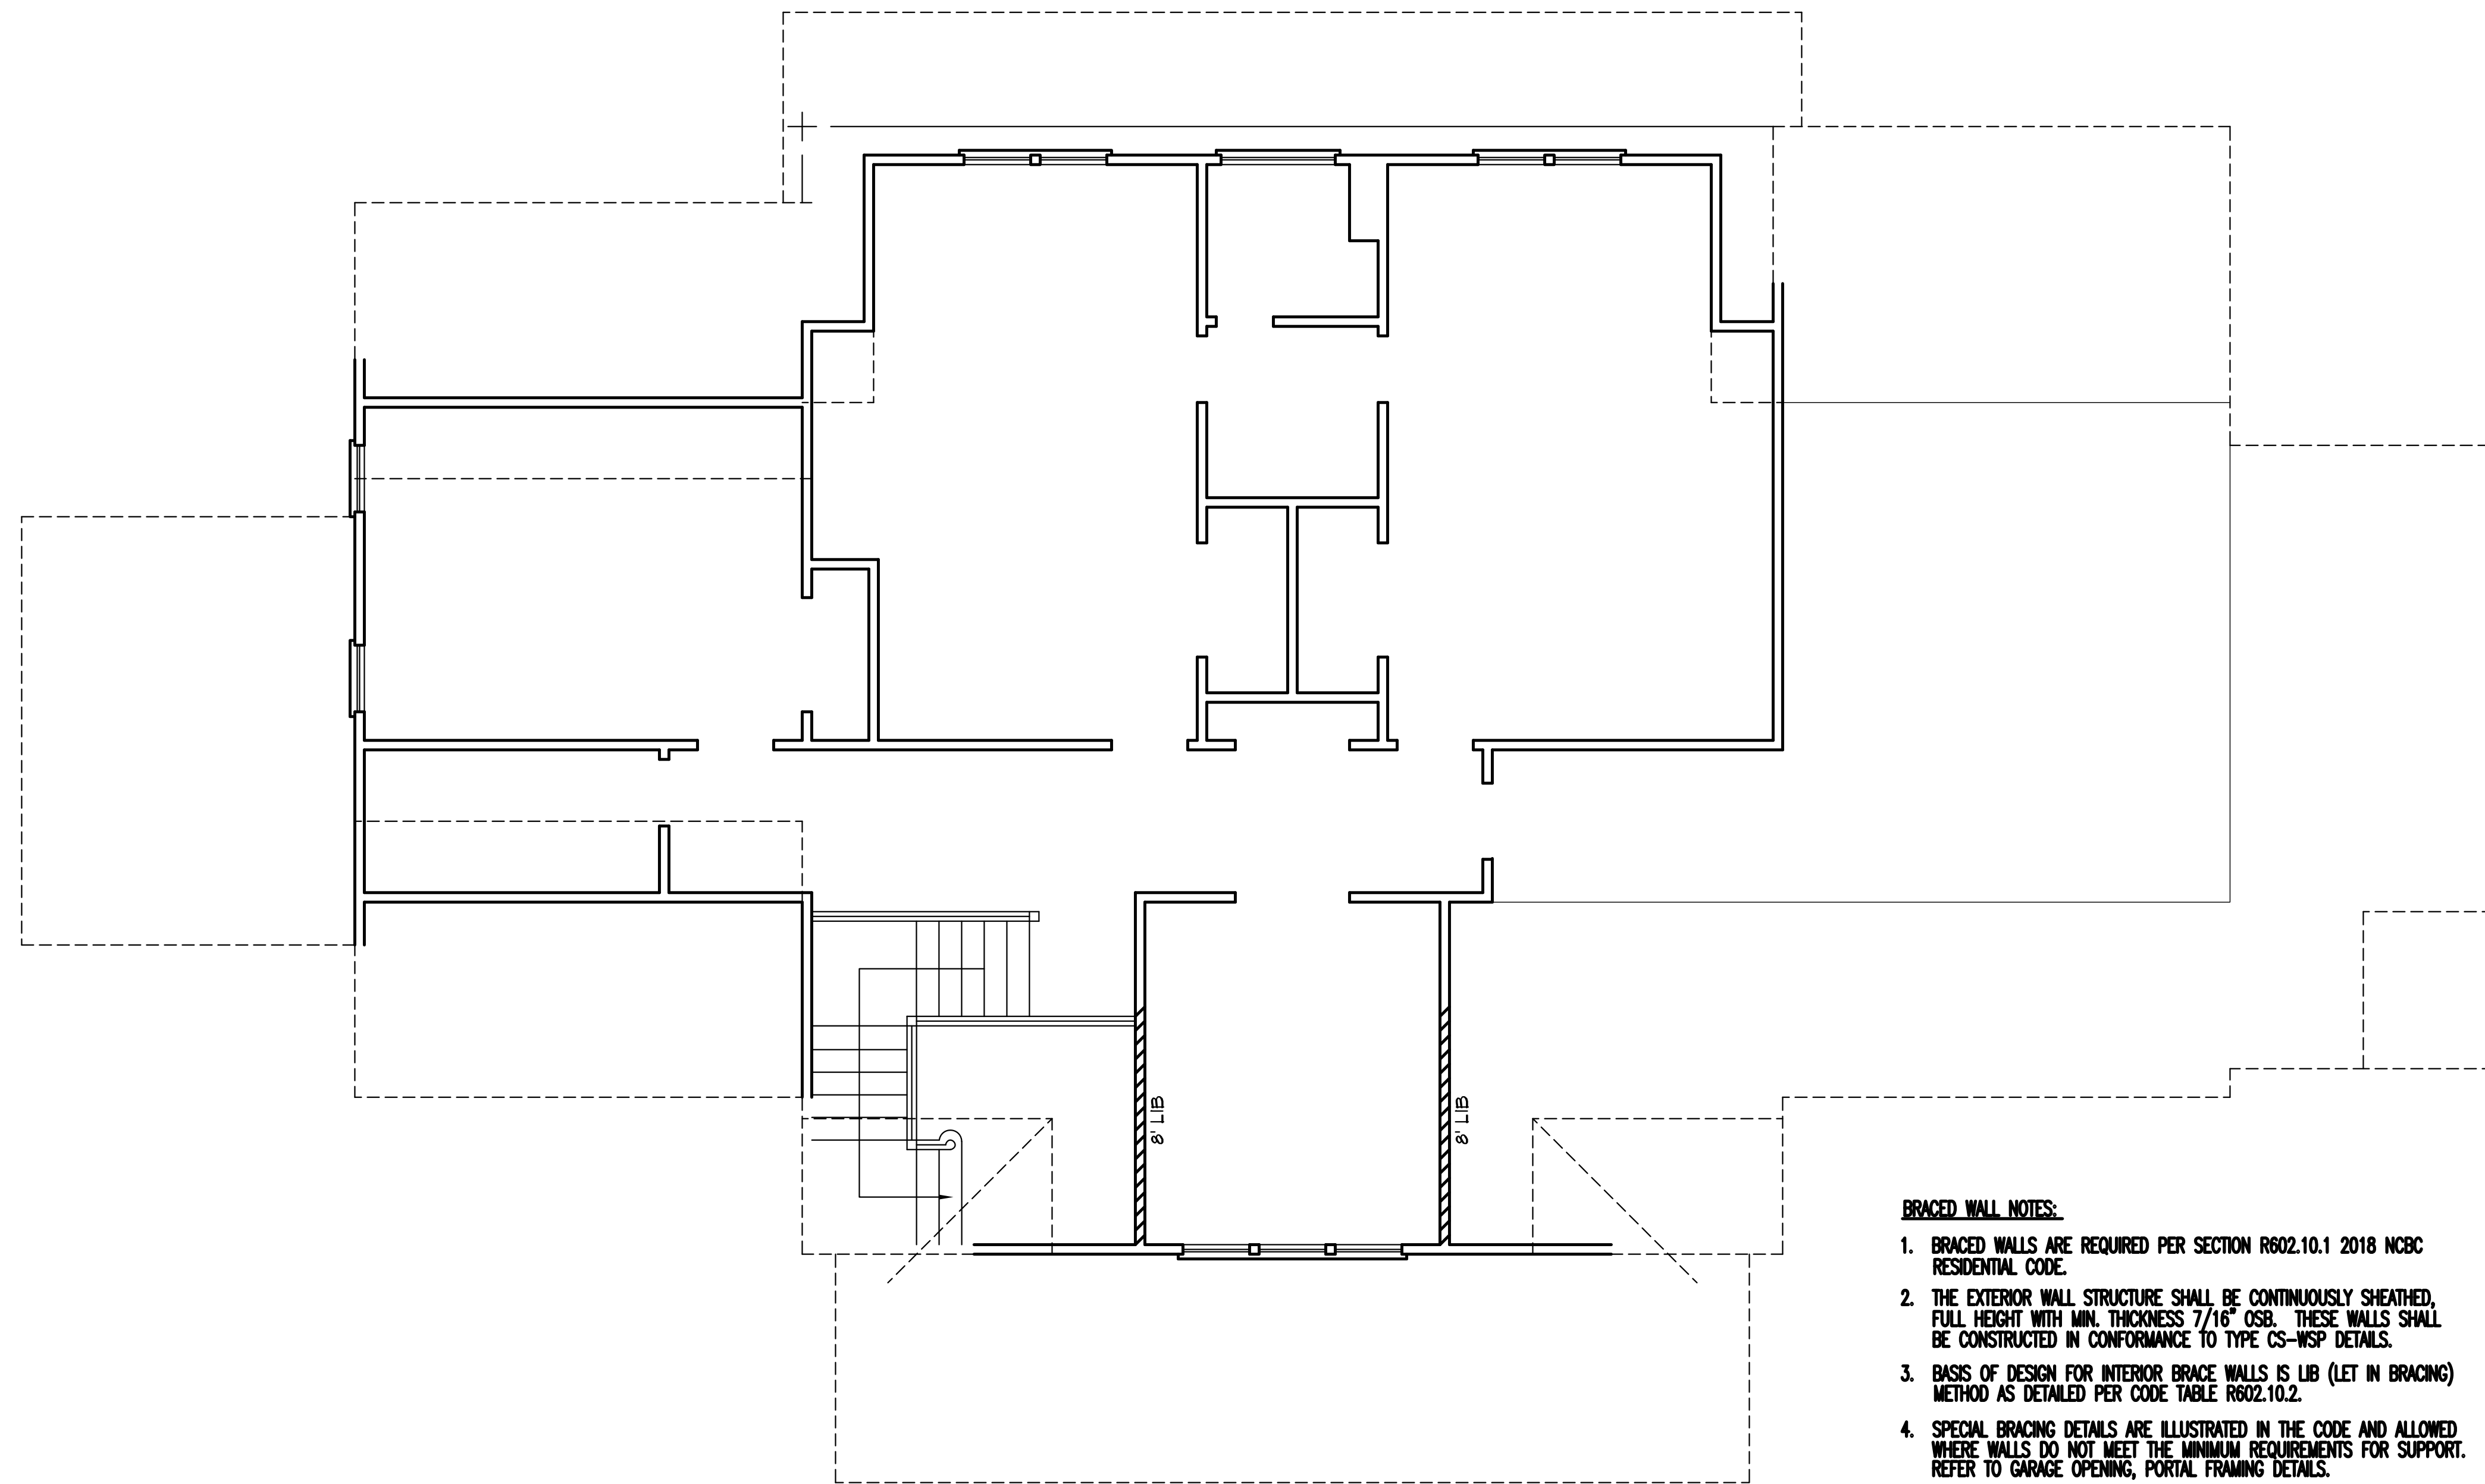 8' LIB
8' LIB
BRACED WALL NOTES:
1. BRACED WALLS ARE REQUIRED PER SECTION R602.10.1 2018 NCBC
RESIDENTIAL CODE.
2. THE EXTERIOR WALL STRUCTURE SHALL BE CONTINUOUSLY SHEATHED,
FULL HEIGHT WITH MIN. THICKNESS 7/16" OSB. THESE WALLS SHALL
BE CONSTRUCTED IN CONFORMANCE TO TYPE CS-WSP DETAILS.
3. BASIS OF DESIGN FOR INTERIOR BRACE WALLS IS LIB (LET IN BRACING)
METHOD AS DETAILED PER CODE TABLE R602.10.2.
4. SPECIAL BRACING DETAILS ARE ILLUSTRATED IN THE CODE AND ALLOWED
WHERE WALLS DO NOT MEET THE MINIMUM REQUIREMENTS FOR SUPPORT.
REFER TO GARAGE OPENING, PORTAL FRAMING DETAILS.